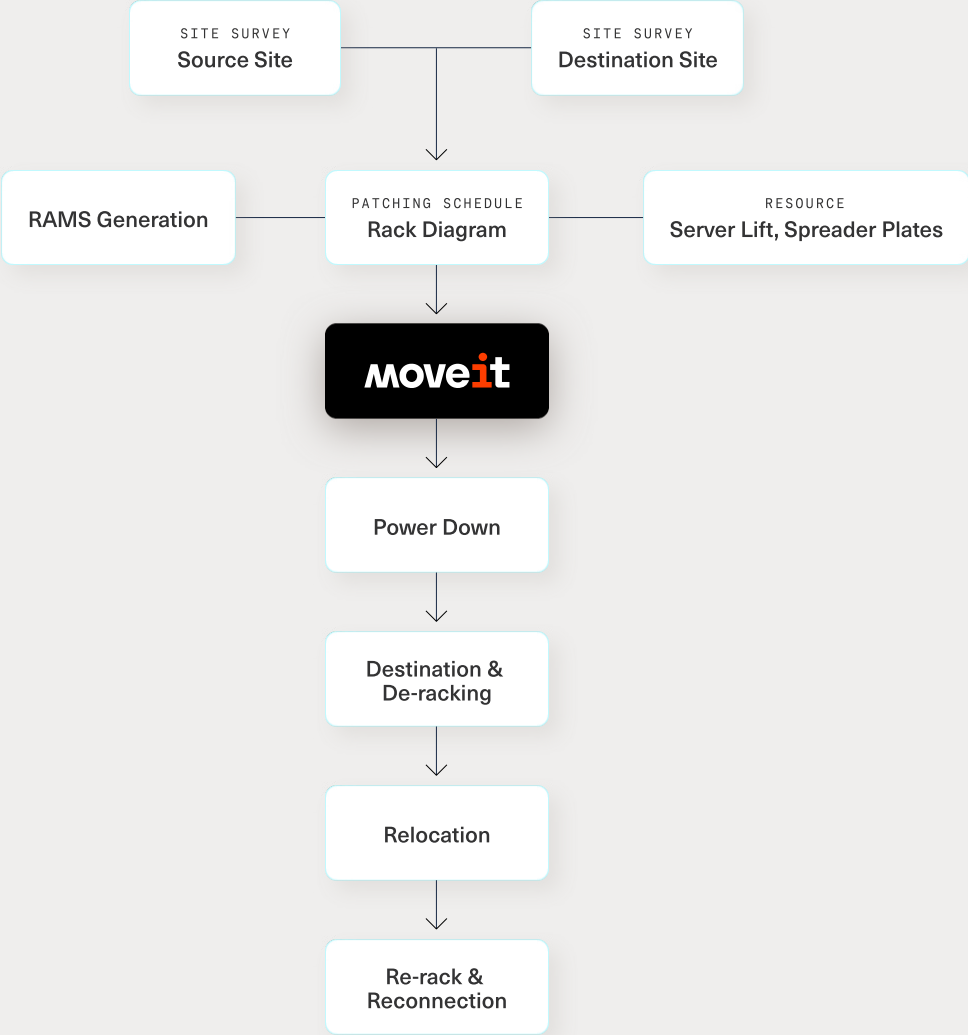 SITE SURVEY
Source Site
SITE SURVEY
Destination Site
RAMS Generation
PATCHING SCHEDULE
Rack Diagram
RESOURCE
Server Lift, Spreader Plates
moveit
Power Down
Destination &
De-racking
Relocation
Re-rack &
Reconnection